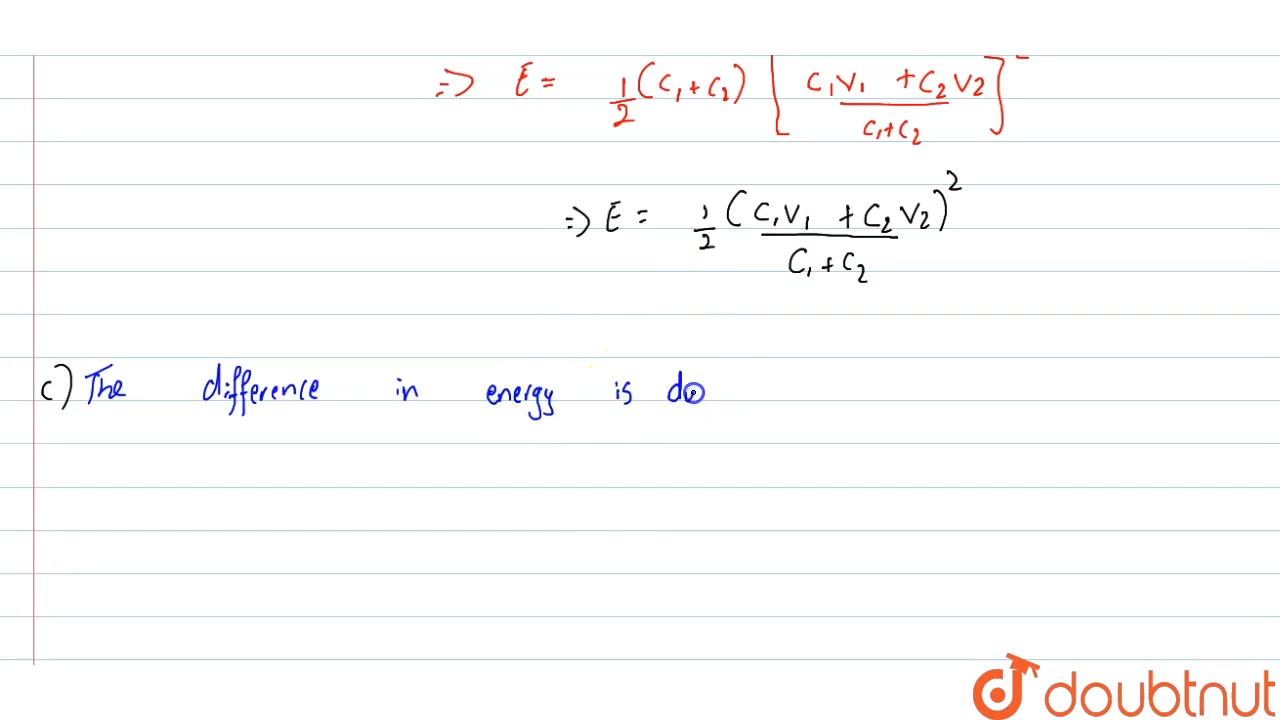 => E = 1/2 (C1 + C2) [ C1V1 + C2V2 / C1+C2 ]2
=> E = 1/2 (C1V1 + C2V2)2 / C1 + C2
c) The difference in energy is do
doubtnut